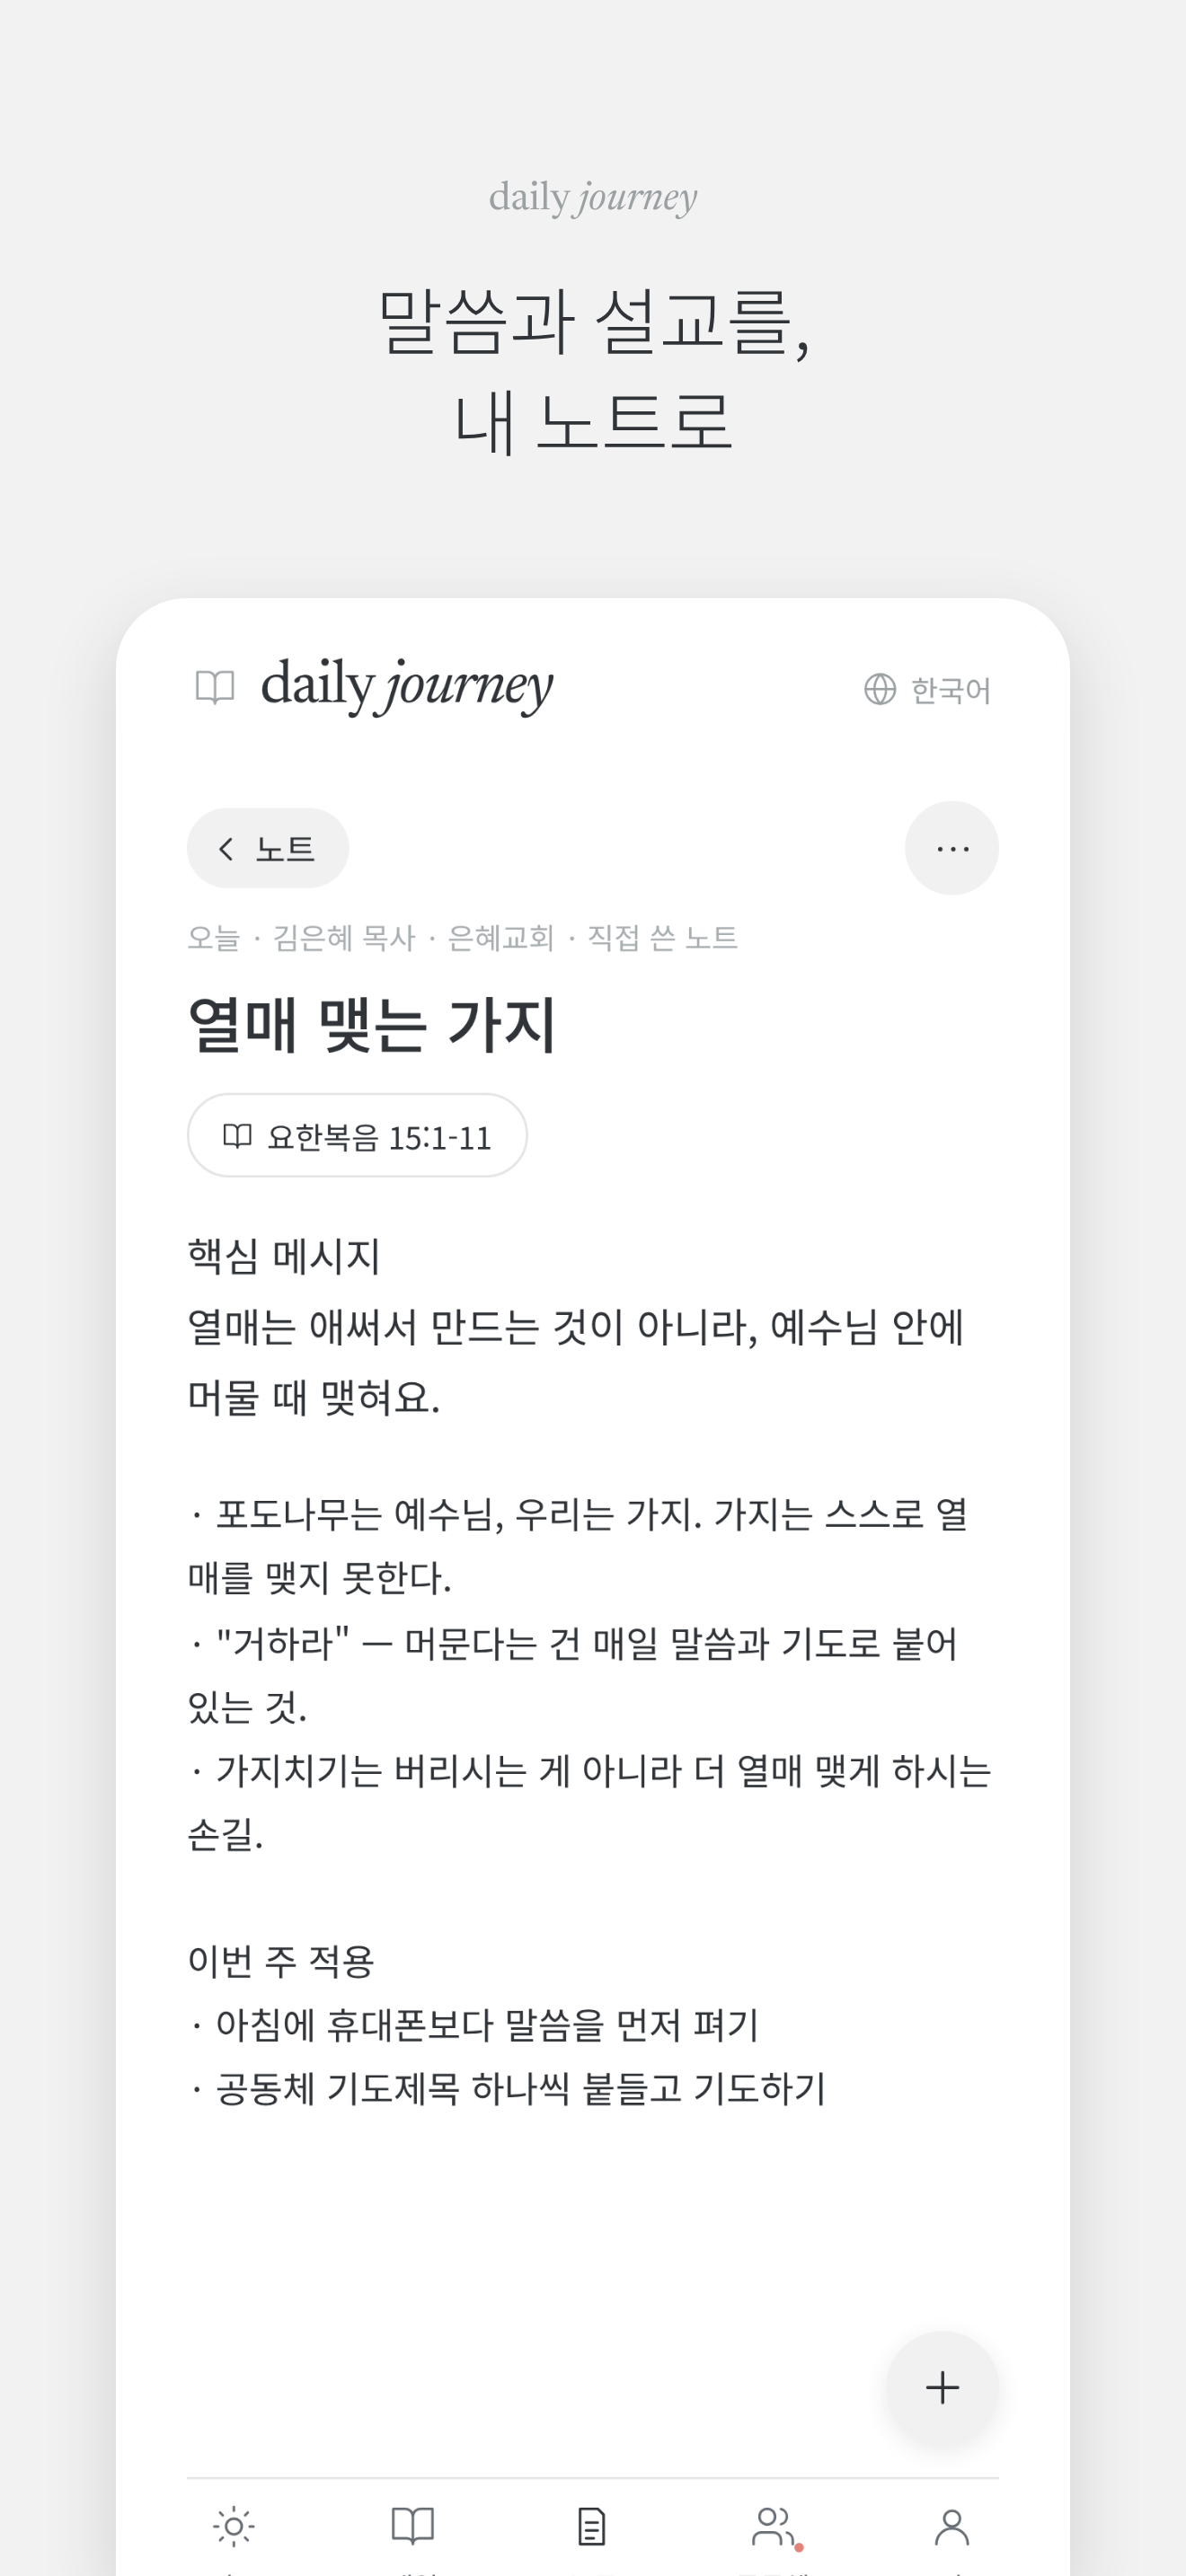 daily journey
말씀과 설교를,
내 노트로
daily journey
한국어
노트
오늘 · 김은혜 목사 · 은혜교회 · 직접 쓴 노트
열매 맺는 가지
요한복음 15:1-11
핵심 메시지
열매는 애써서 만드는 것이 아니라, 예수님 안에
머물 때 맺혀요.
· 포도나무는 예수님, 우리는 가지. 가지는 스스로 열
매를 맺지 못한다.
· "거하라" — 머문다는 건 매일 말씀과 기도로 붙어
있는 것.
· 가지치기는 버리시는 게 아니라 더 열매 맺게 하시는
손길.
이번 주 적용
· 아침에 휴대폰보다 말씀을 먼저 펴기
· 공동체 기도제목 하나씩 붙들고 기도하기